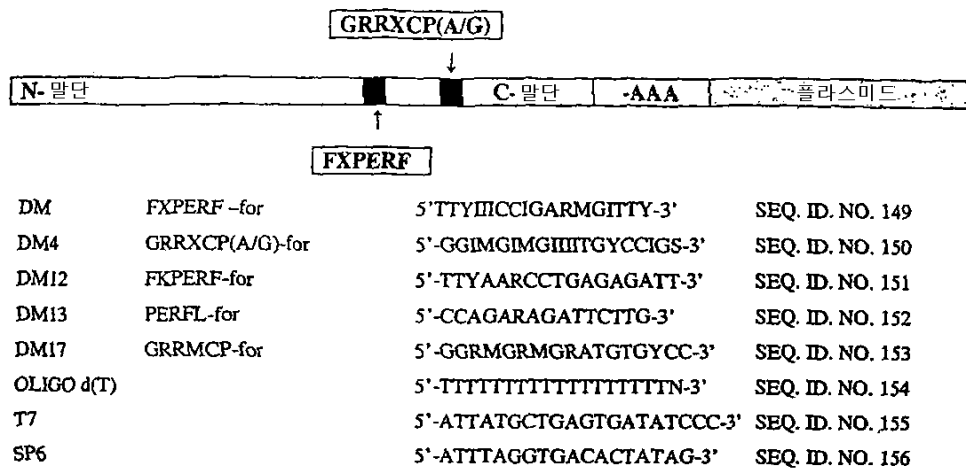 GRRXCP(A/G)
↓
N- 말단 C- 말단 -AAA 플라스미드
↑
FXPERF
DM FXPERF –for 5'TTYIIICCIGARMGITTY-3' SEQ. ID. NO. 149
DM4 GRRXCP(A/G)-for 5'-GGIMGIMGIIIITGYCCIGS-3' SEQ. ID. NO. 150
DM12 FKPERF-for 5'-TTYAARCCTGAGAGATT-3' SEQ. ID. NO. 151
DM13 PERFL-for 5'-CCAGARAGATTCTTG-3' SEQ. ID. NO. 152
DM17 GRRMCP-for 5'-GGRMGRMGRATGTGYCC-3' SEQ. ID. NO. 153
OLIGO d(T) 5'-TTTTTTTTTTTTTTTTTTN-3' SEQ. ID. NO. 154
T7 5'-ATTATGCTGAGTGATATCCC-3' SEQ. ID. NO. 155
SP6 5'-ATTTAGGTGACACTATAG-3' SEQ. ID. NO. 156